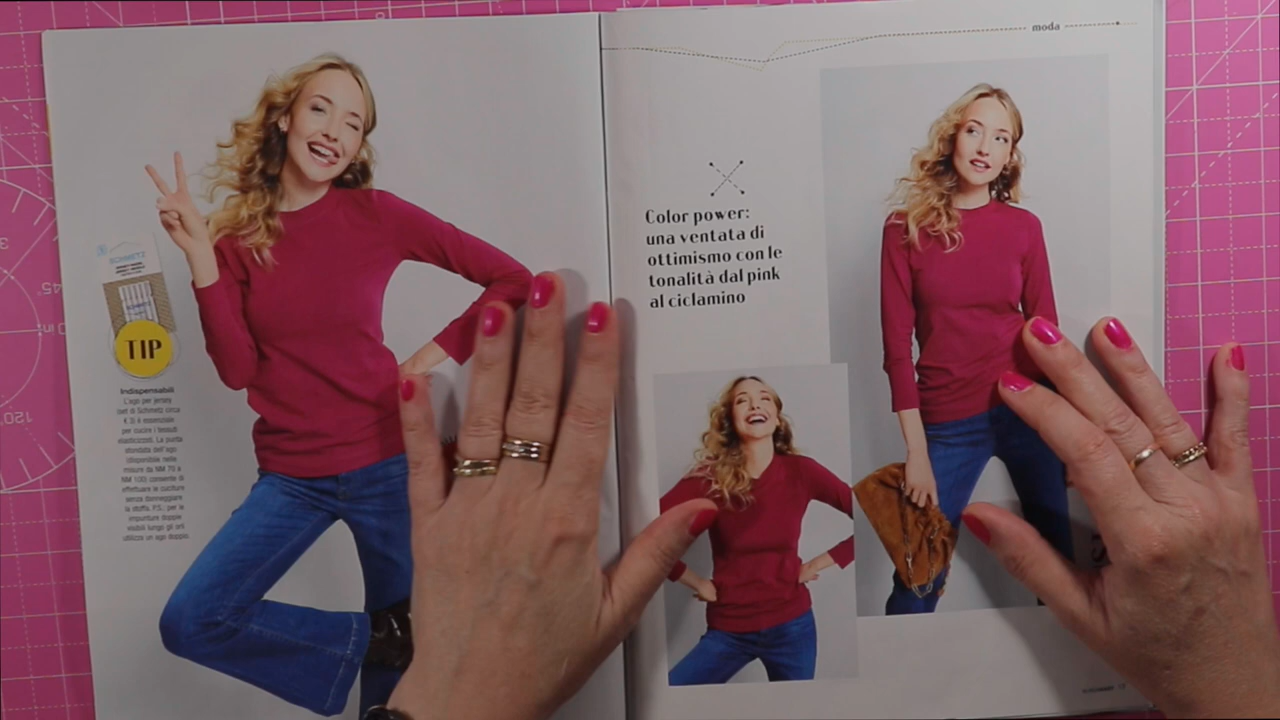 moda
Color power:
una ventata di
ottimismo con le
tonalità dal pink
al ciclamino
SCHMETZ
TIP
Indispensabili
L'ago per jersey
(set di Schmetz circa
€ 3) è essenziale
per cucire i tessuti
elasticizzati. La punta
arrotondata dell'ago
(disponibile nelle
misure da NM 70 a
NM 100) consente di
effettuare le cuciture
senza danneggiare
la stoffa. P.S.: per le
impunture doppie
visibili lungo gli orli
utilizza un ago doppio.
45°
120°